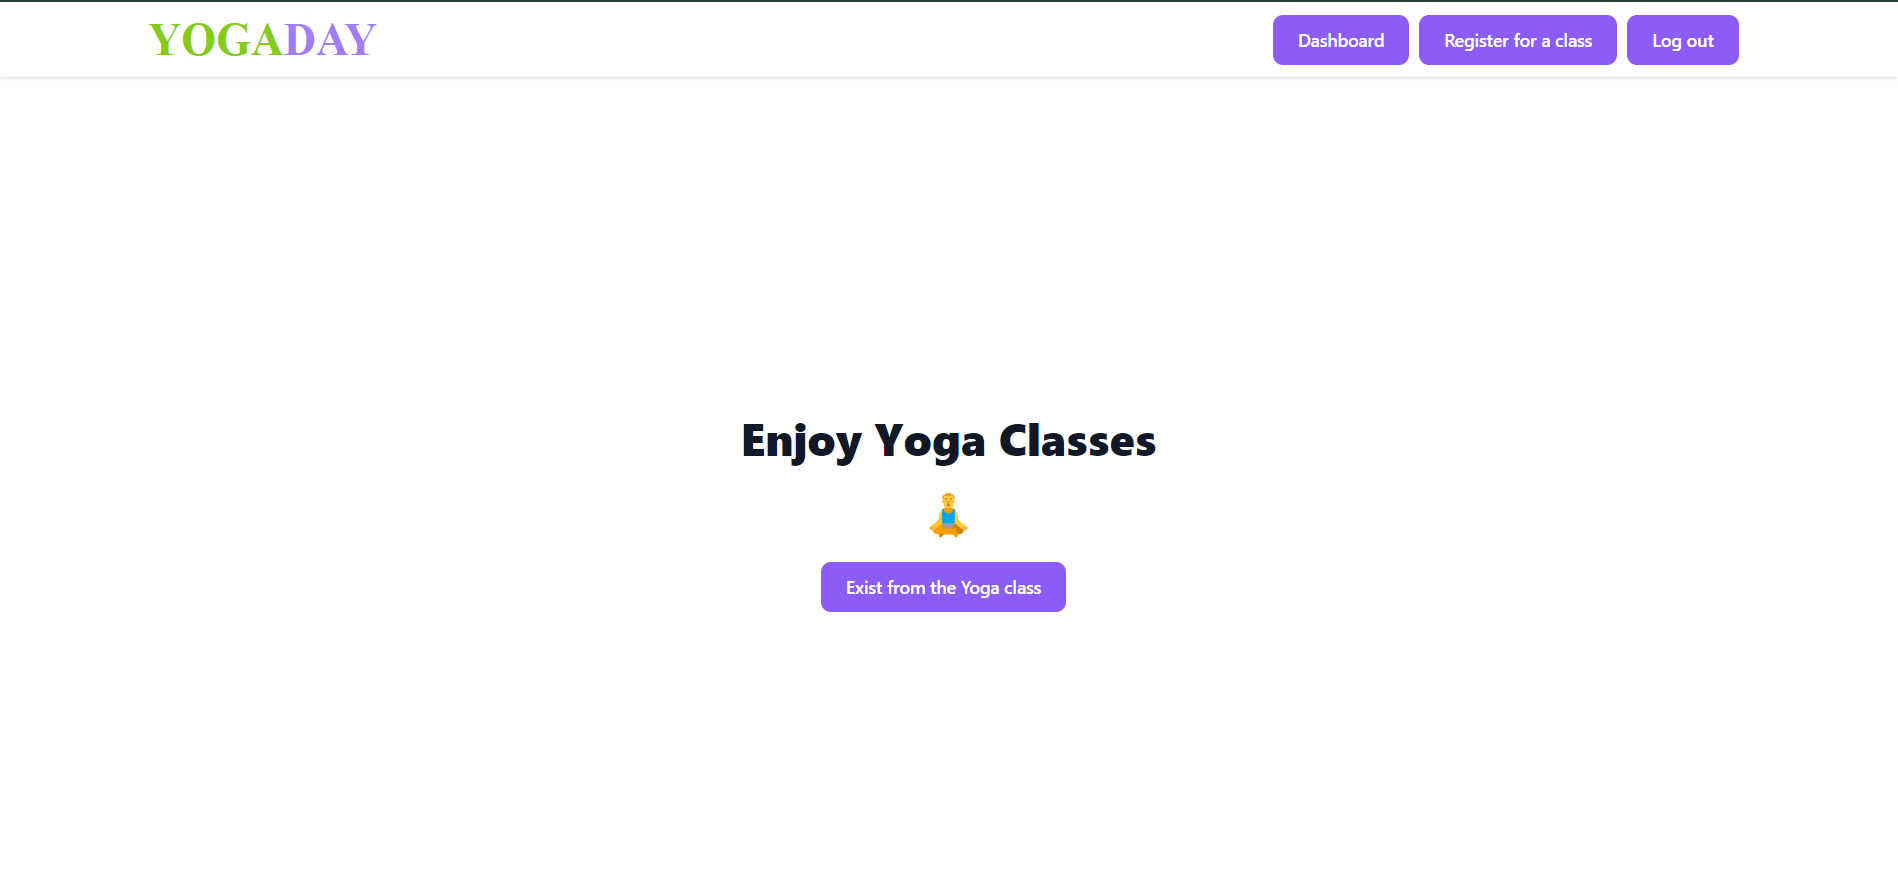 YOGADAY
Dashboard
Register for a class
Log out
Enjoy Yoga Classes
Exist from the Yoga class